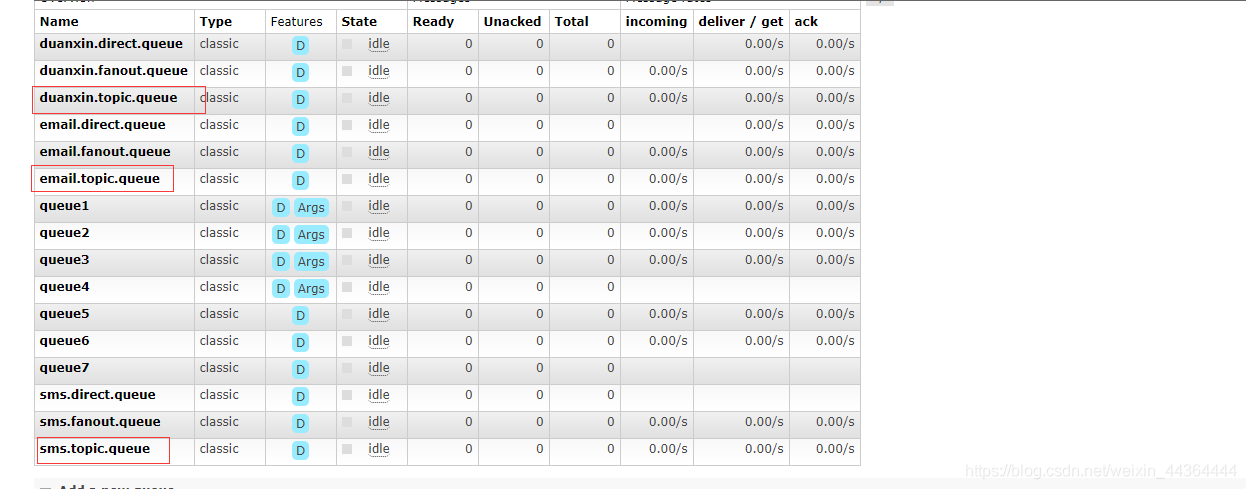 Name Type Features State Ready Unacked Total incoming deliver / get ack
duanxin.direct.queue classic D idle 0 0 0 0.00/s 0.00/s
duanxin.fanout.queue classic D idle 0 0 0 0.00/s 0.00/s 0.00/s
duanxin.topic.queue classic D idle 0 0 0 0.00/s 0.00/s 0.00/s
email.direct.queue classic D idle 0 0 0 0.00/s 0.00/s
email.fanout.queue classic D idle 0 0 0 0.00/s 0.00/s 0.00/s
email.topic.queue classic D idle 0 0 0 0.00/s 0.00/s 0.00/s
queue1 classic D Args idle 0 0 0 0.00/s 0.00/s 0.00/s
queue2 classic D Args idle 0 0 0 0.00/s 0.00/s 0.00/s
queue3 classic D Args idle 0 0 0 0.00/s 0.00/s 0.00/s
queue4 classic D Args idle 0 0 0
queue5 classic D idle 0 0 0 0.00/s 0.00/s 0.00/s
queue6 classic D idle 0 0 0 0.00/s 0.00/s 0.00/s
queue7 classic D idle 0 0 0
sms.direct.queue classic D idle 0 0 0
sms.fanout.queue classic D idle 0 0 0 0.00/s 0.00/s 0.00/s
sms.topic.queue classic D idle 0 0 0 0.00/s 0.00/s 0.00/s
https://blog.csdn.net/weixin_44364444
Add a new queue